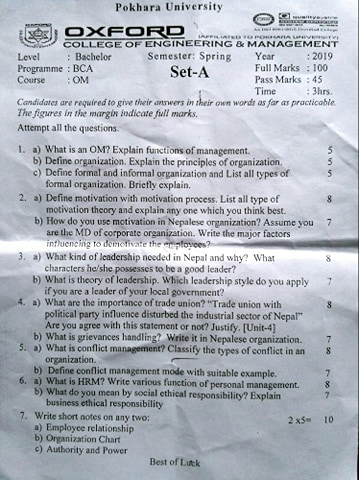 Pokhara University
OXFORD
(AFFILIATED TO POKHARA UNIVERSITY)
COLLEGE OF ENGINEERING & MANAGEMENT
Level : Bachelor Semester: Spring Year : 2019
Programme : BCA Full Marks : 100
Course : OM Set-A Pass Marks : 45
Time : 3hrs.
Candidates are required to give their answers in their own words as far as practicable.
The figures in the margin indicate full marks.
Attempt all the questions.
1. a) What is an OM? Explain functions of management. 5
b) Define organization. Explain the principles of organization. 5
c) Define formal and informal organization and List all types of 5
formal organization. Briefly explain.
2. a) Define motivation with motivation process. List all type of 8
motivation theory and explain any one which you think best.
b) How do you use motivation in Nepalese organization? Assume you 7
are the MD of corporate organization. Write the major factors
influencing to demotivate the employees?
3. a) What kind of leadership needed in Nepal and why? What 8
characters he/she possesses to be a good leader?
b) What is theory of leadership. Which leadership style do you apply 7
if you are a leader of your local government?
4. a) What are the importance of trade union? "Trade union with 8
political party influence disturbed the industrial sector of Nepal"
Are you agree with this statement or not? Justify. [Unit-4]
b) What is grievances handling? Write it in Nepalese organization. 7
5. a) What is conflict management? Classify the types of conflict in an 8
organization.
b) Define conflict management mode with suitable example. 7
6. a) What is HRM? Write various function of personal management. 8
b) What do you mean by social ethical responsibility? Explain 7
business ethical responsibility
7. Write short notes on any two: 2 x5= 10
a) Employee relationship
b) Organization Chart
c) Authority and Power
Best of Luck